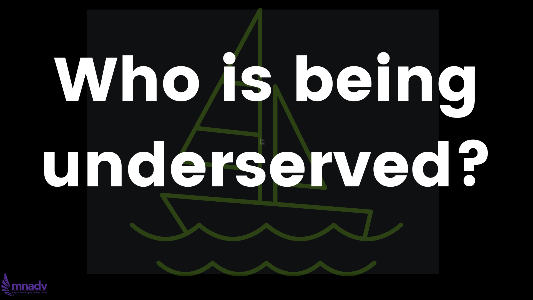 Who is being
underserved?
mnadv